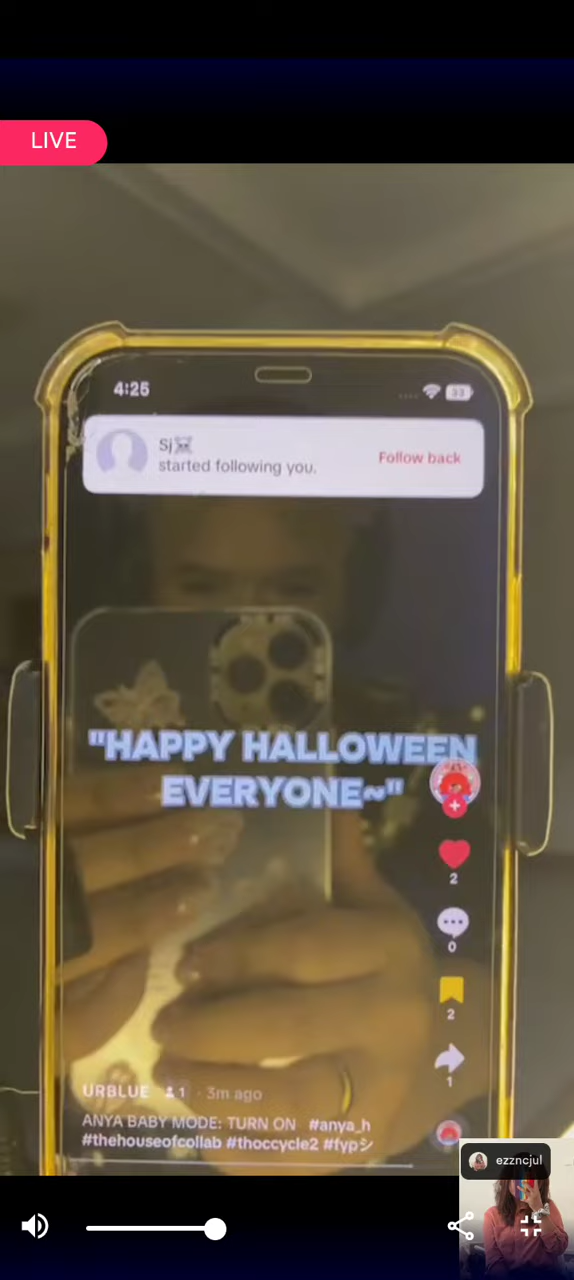 LIVE
4:25
33
Sj☠️
started following you.
Follow back
"HAPPY HALLOWEEN
EVERYONE~"
2
0
2
1
URBLUE 1 · 3m ago
ANYA BABY MODE: TURN ON #anya_h
#thehouseofcollab #thoccycle2 #fypシ
ezzncjul